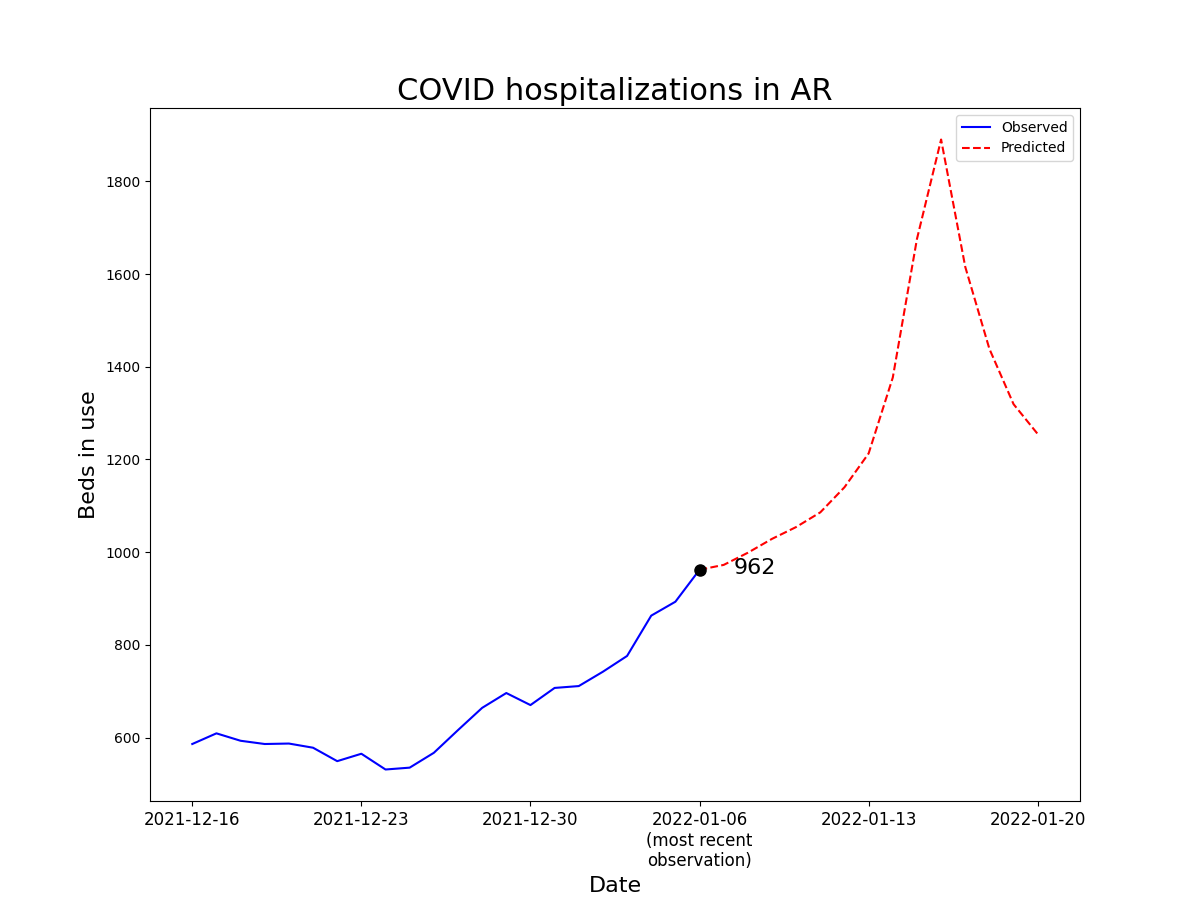 COVID hospitalizations in AR
Observed
Predicted
1800
1600
1400
1200
1000
800
600
Beds in use
962
2021-12-16
2021-12-23
2021-12-30
2022-01-06
(most recent
observation)
2022-01-13
2022-01-20
Date